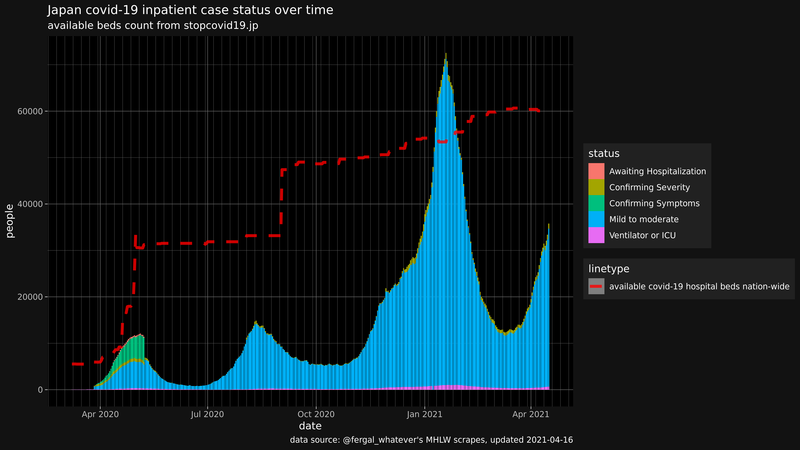 Japan covid-19 inpatient case status over time
available beds count from stopcovid19.jp
60000
40000
20000
0
people
Apr 2020
Jul 2020
Oct 2020
Jan 2021
Apr 2021
date
status
Awaiting Hospitalization
Confirming Severity
Confirming Symptoms
Mild to moderate
Ventilator or ICU
linetype
available covid-19 hospital beds nation-wide
data source: @fergal_whatever's MHLW scrapes, updated 2021-04-16